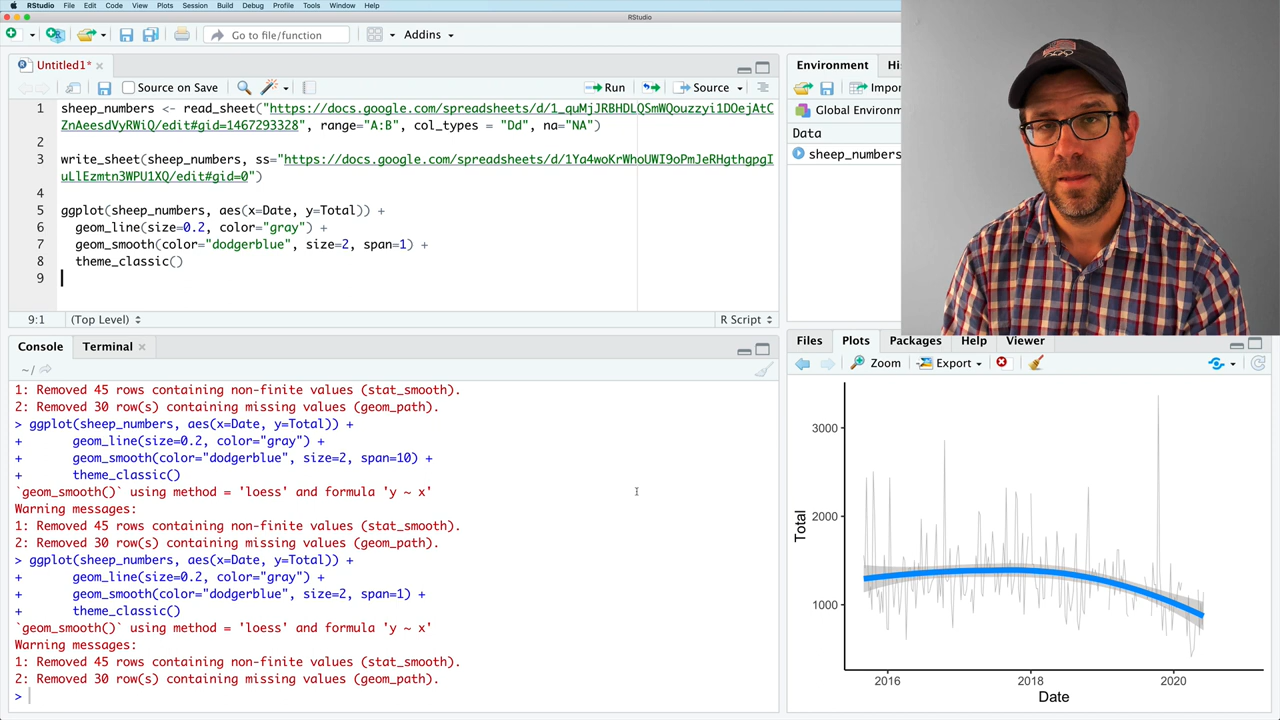 RStudio File Edit Code View Plots Session Build Debug Profile Tools Window Help
RStudio
Go to file/function Addins
Untitled1*
Source on Save Run Source
1 sheep_numbers <- read_sheet("https://docs.google.com/spreadsheets/d/1_quMjJRBHDLQSmWQouzzyi1DOejAtC
ZnAeesdVyRWiQ/edit#gid=1467293328", range="A:B", col_types = "Dd", na="NA")
2
3 write_sheet(sheep_numbers, ss="https://docs.google.com/spreadsheets/d/1Ya4woKrWhoUWI9oPmJeRHgthgpgI
uLlEzmtn3WPU1XQ/edit#gid=0")
4
5 ggplot(sheep_numbers, aes(x=Date, y=Total)) +
6 geom_line(size=0.2, color="gray") +
7 geom_smooth(color="dodgerblue", size=2, span=1) +
8 theme_classic()
9
9:1 (Top Level) R Script
Console Terminal
~/
1: Removed 45 rows containing non-finite values (stat_smooth).
2: Removed 30 row(s) containing missing values (geom_path).
> ggplot(sheep_numbers, aes(x=Date, y=Total)) +
+ geom_line(size=0.2, color="gray") +
+ geom_smooth(color="dodgerblue", size=2, span=10) +
+ theme_classic()
`geom_smooth()` using method = 'loess' and formula 'y ~ x'
Warning messages:
1: Removed 45 rows containing non-finite values (stat_smooth).
2: Removed 30 row(s) containing missing values (geom_path).
> ggplot(sheep_numbers, aes(x=Date, y=Total)) +
+ geom_line(size=0.2, color="gray") +
+ geom_smooth(color="dodgerblue", size=2, span=1) +
+ theme_classic()
`geom_smooth()` using method = 'loess' and formula 'y ~ x'
Warning messages:
1: Removed 45 rows containing non-finite values (stat_smooth).
2: Removed 30 row(s) containing missing values (geom_path).
>
Environment His
Impor
Global Environm
Data
sheep_numbers
Files Plots Packages Help Viewer
Zoom Export
3000
2000
1000
Total
2016 2018 2020
Date